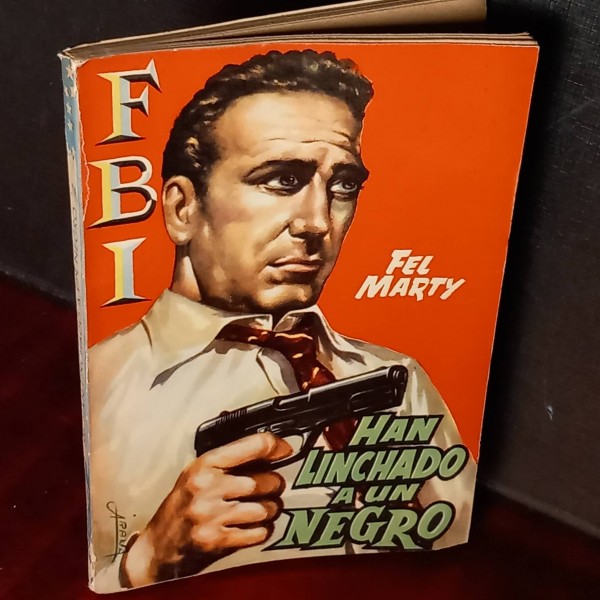 FBI
FEL
MARTY
HAN
LINCHADO
A UN
NEGRO